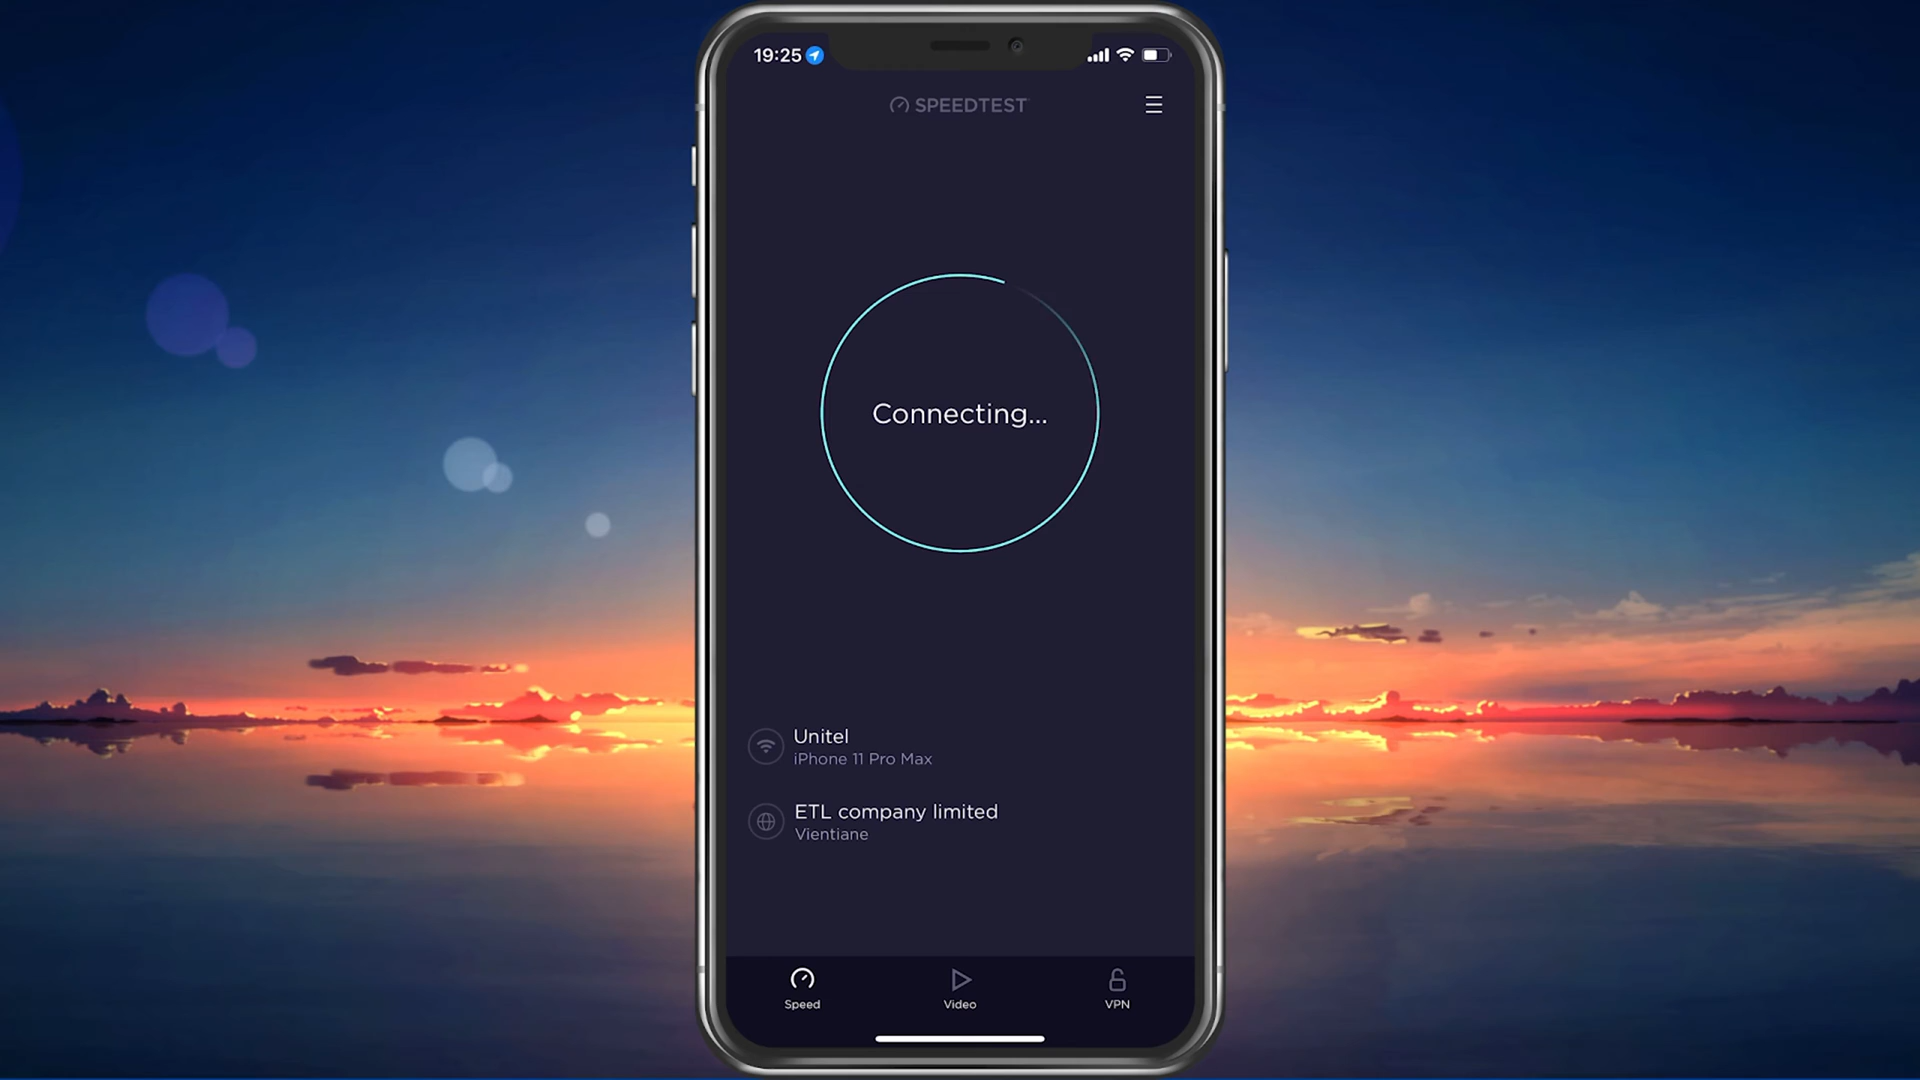 19:25
SPEEDTEST
Connecting...
Unitel
iPhone 11 Pro Max
ETL company limited
Vientiane
Speed
Video
VPN